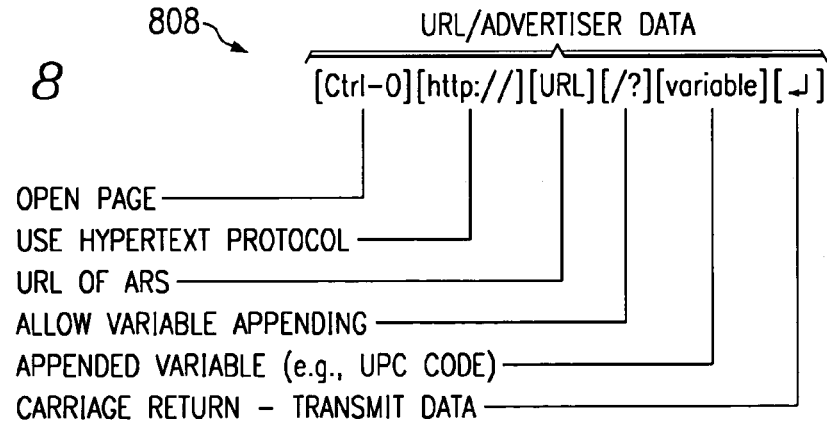 808
URL/ADVERTISER DATA
8
[Ctrl-O][http://][URL][/?][variable][↲]
OPEN PAGE
USE HYPERTEXT PROTOCOL
URL OF ARS
ALLOW VARIABLE APPENDING
APPENDED VARIABLE (e.g., UPC CODE)
CARRIAGE RETURN - TRANSMIT DATA